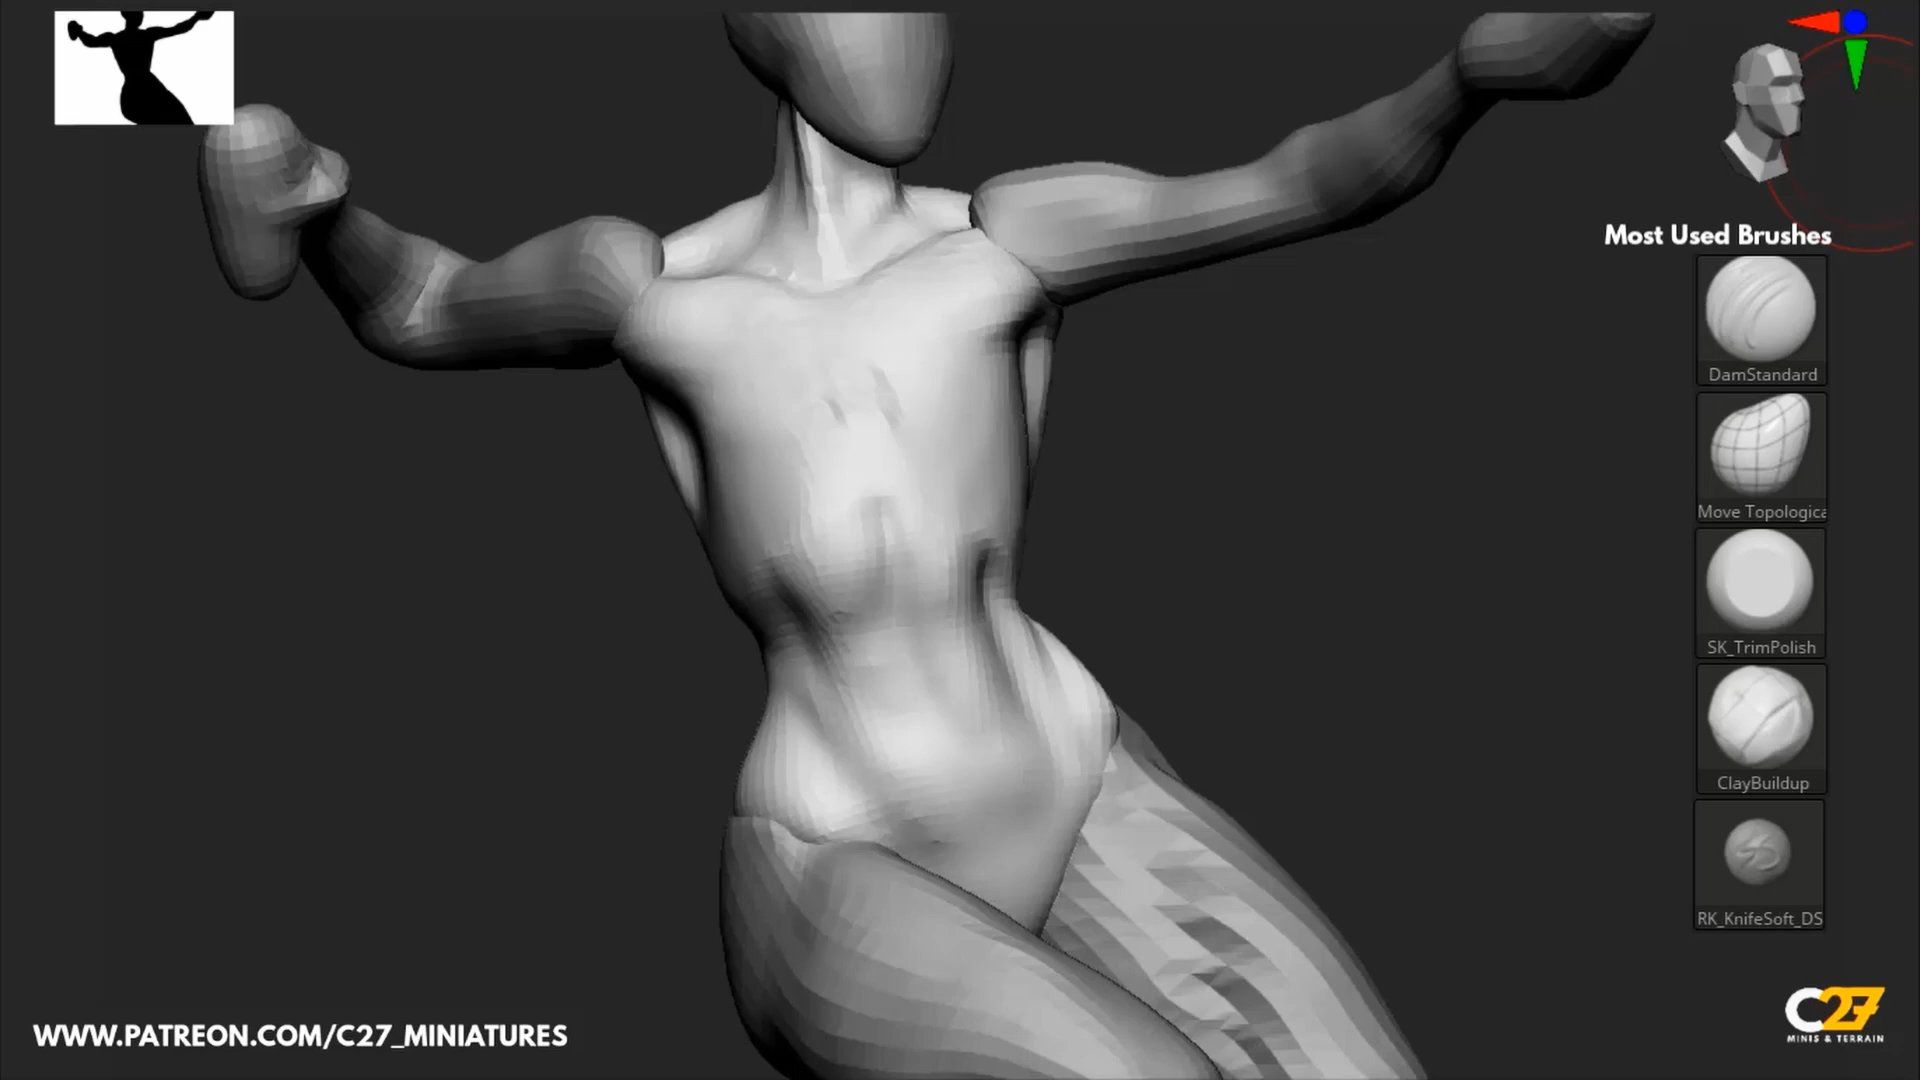 Most Used Brushes
DamStandard
Move Topologica
SK_TrimPolish
ClayBuildup
RK_KnifeSoft_DS
WWW.PATREON.COM/C27_MINIATURES
C27
MINIS & TERRAIN